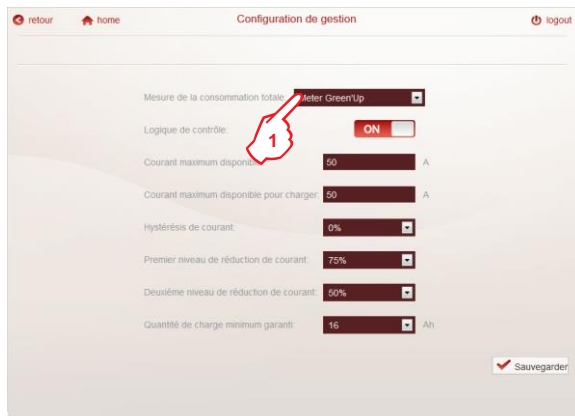 retour home Configuration de gestion logout
Mesure de la consommation totale: Meter Green'Up
Logique de contrôle: ON
1
Courant maximum disponible 50 A
Courant maximum disponible pour charger: 50 A
Hystérésis de courant: 0%
Premier niveau de réduction de courant: 75%
Deuxième niveau de réduction de courant: 50%
Quantité de charge minimum garanti: 16 Ah
Sauvegarder